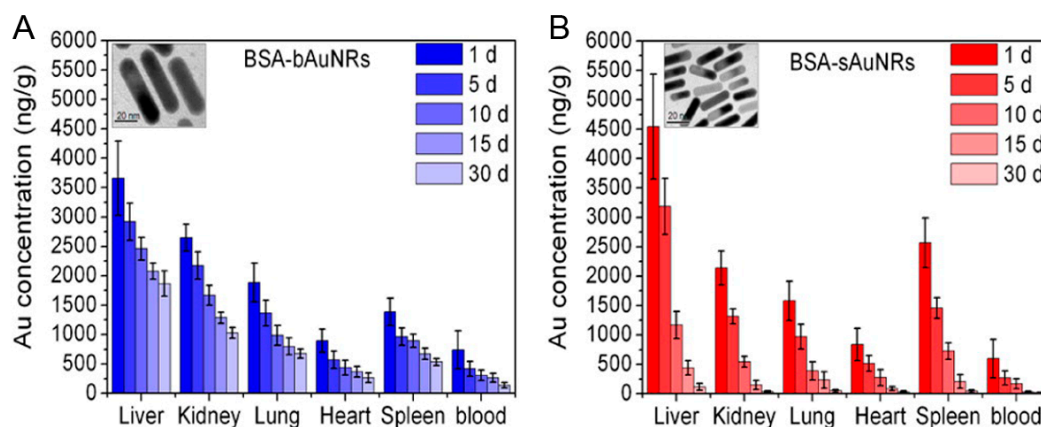 A
BSA-bAuNRs
20 nm
Au concentration (ng/g)
6000
5500
5000
4500
4000
3500
3000
2500
2000
1500
1000
500
0
1 d
5 d
10 d
15 d
30 d
Liver Kidney Lung Heart Spleen blood
B
BSA-sAuNRs
20 nm
Au concentration (ng/g)
6000
5500
5000
4500
4000
3500
3000
2500
2000
1500
1000
500
0
1 d
5 d
10 d
15 d
30 d
Liver Kidney Lung Heart Spleen blood